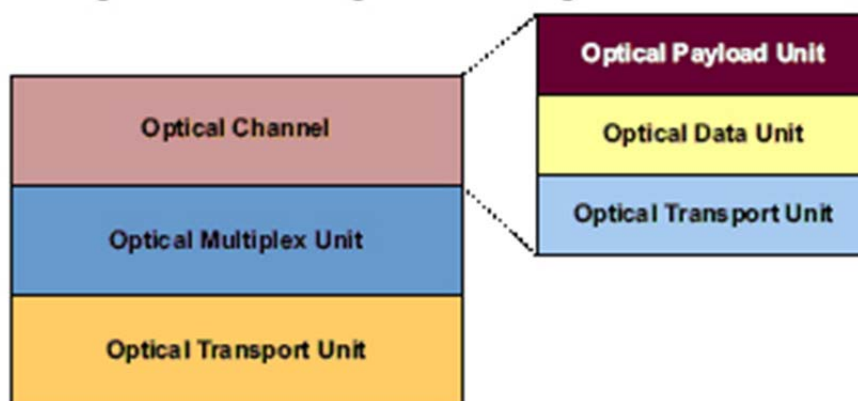 Optical Channel
Optical Multiplex Unit
Optical Transport Unit
Optical Payload Unit
Optical Data Unit
Optical Transport Unit